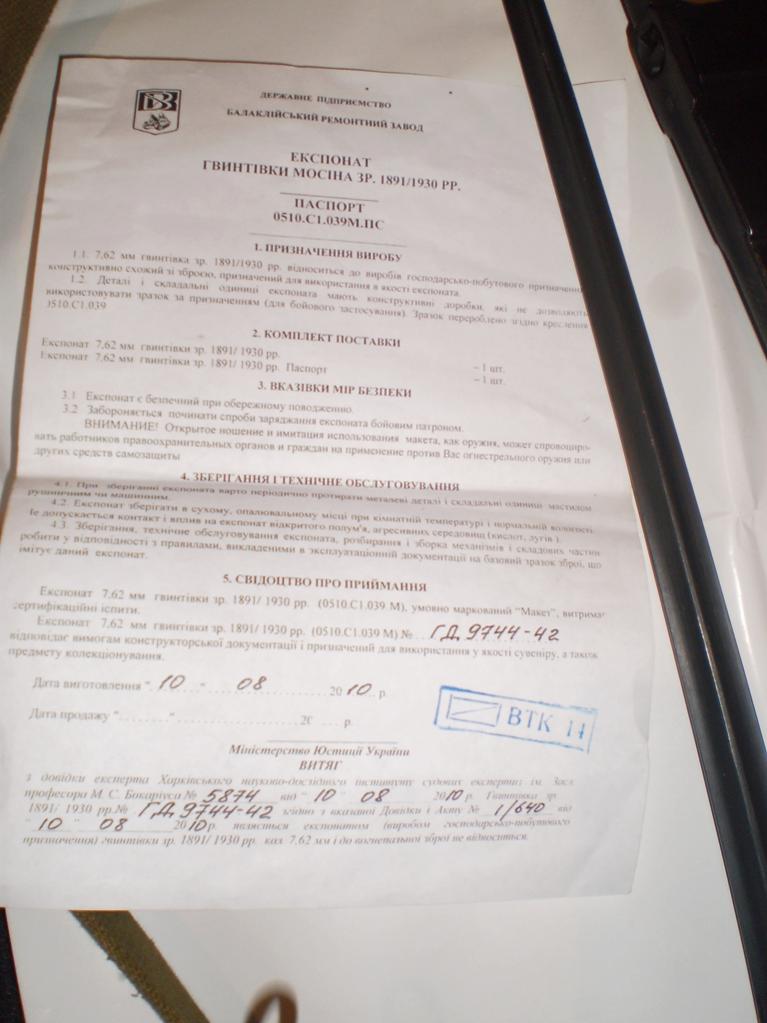 ДЕРЖАВНЕ ПІДПРИЄМСТВО
БАЛАКЛІЙСЬКИЙ РЕМОНТНИЙ ЗАВОД
ЕКСПОНАТ
ГВИНТІВКИ МОСІНА ЗР. 1891/1930 РР.
ПАСПОРТ
0510.С1.039М.ПС
1. ПРИЗНАЧЕННЯ ВИРОБУ
1.1. 7,62 мм гвинтівка зр. 1891/1930 рр. відноситься до виробів господарсько-побутового призначення
конструктивно схожий зі зброєю, призначений для використання в якості експоната.
1.2. Деталі і складальні одиниці експоната мають конструктивні доробки, які не дозволяють
використовувати зразок за призначенням (для бойового застосування). Зразок перероблено згідно креслення
0510.С1.039
2. КОМПЛЕКТ ПОСТАВКИ
Експонат 7,62 мм гвинтівки зр. 1891/ 1930 рр. – 1 шт.
Експонат 7,62 мм гвинтівки зр. 1891/ 1930 рр. Паспорт – 1 шт.
3. ВКАЗІВКИ МІР БЕЗПЕКИ
3.1 Експонат є безпечний при обережному поводженню.
3.2 Забороняється починати спроби заряджання експоната бойовим патроном.
ВНИМАНИЕ! Открытое ношение и имитация использования макета, как оружия, может спровоциро-
вать работников правоохранительных органов и граждан на применение против Вас огнестрельного оружия или
других средств самозащиты
4. ЗБЕРІГАННЯ І ТЕХНІЧНЕ ОБСЛУГОВУВАННЯ
4.1. При зберіганні експоната варто періодично протирати металеві деталі і складальні одиниці мастилом
рушничним чи машинним.
4.2. Експонат зберігати в сухому, опалювальному місці при кімнатній температурі і нормальній вологості.
Не допускається контакт і вплив на експонат відкритого полум'я, агресивних середовищ (кислот, лугів ).
4.3. Зберігання, технічне обслуговування експоната, розбирання і зборка механізмів і складових частин
робити у відповідності з правилами, викладеними в эксплуатаційній документації на базовий зразок зброї, що
імітує даний експонат.
5. СВІДОЦТВО ПРО ПРИЙМАННЯ
Експонат 7,62 мм гвинтівки зр. 1891/ 1930 рр. (0510.С1.039 М), умовно маркований “Макет”, витримав
сертифікаційні іспити.
Експонат 7,62 мм гвинтівки зр. 1891/ 1930 рр. (0510.С1.039 М) № ГД 9744-42
відповідає вимогам конструкторської документації і призначений для використання у якості сувеніру, а також
предмету колекціонування.
Дата виготовлення “ 10 ” 08 2010 р.
ВТК 11
Дата продажу “.......” .............. 20 .... р.
Міністерство Юстиції України
ВИТЯГ
з довідки експерта Харківського науково-дослідного інституту судових експертиз ім. Засл.
професора М. С. Бокаріуса № 5874 від “ 10 ” 08 2010 р. Гвинтівка зр.
1891/ 1930 рр.№ ГД 9744-42 згідно з вказаної Довідки і Акту № 1/640 від
“ 10 ” 08 2010 р. являється експонатом (виробом господарсько-побутового
призначення) гвинтівки зр. 1891/ 1930 рр. кал. 7,62 мм і до вогнепальної зброї не відноситься.